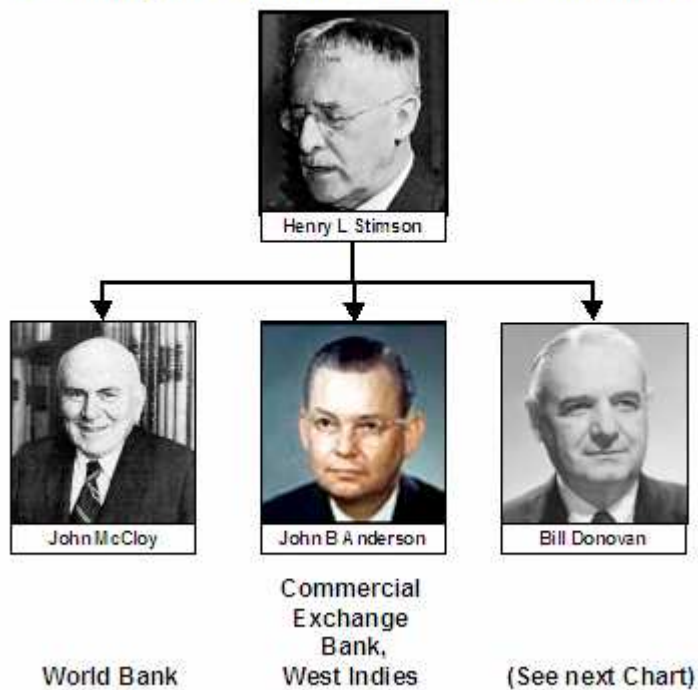 Henry L Stimson
John McCloy
John B Anderson
Bill Donovan
World Bank
Commercial
Exchange
Bank,
West Indies
(See next Chart)